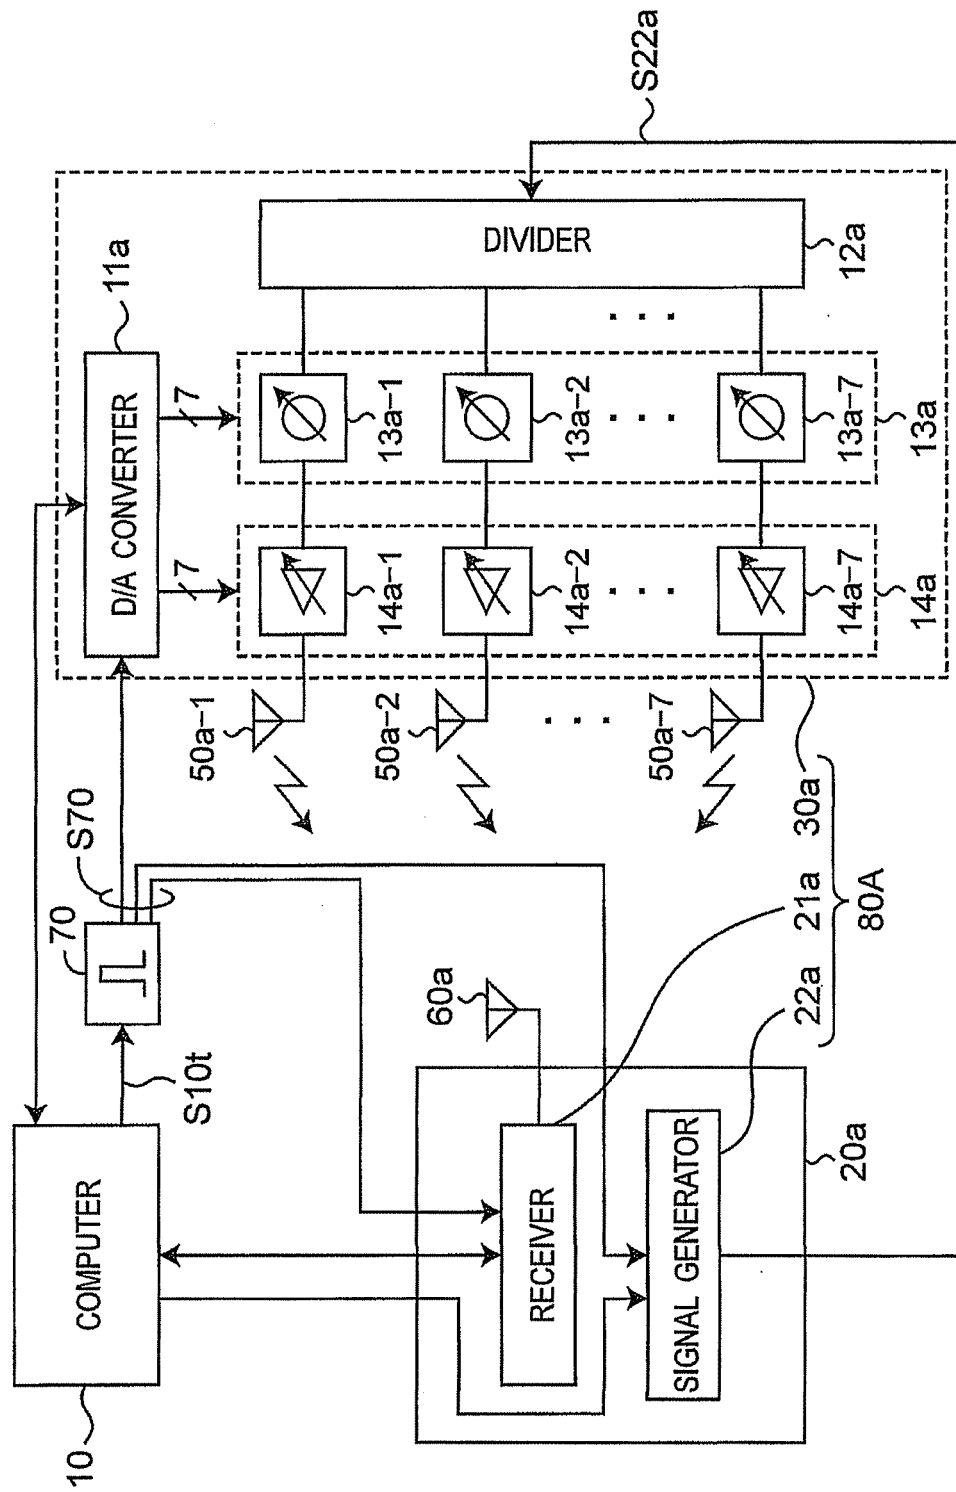 10
COMPUTER
S10t
70
S70
D/A CONVERTER
11a
7
7
S22a
DIVIDER
12a
50a-1
14a-1
13a-1
50a-2
14a-2
13a-2
50a-7
14a-7
13a-7
14a
13a
60a
RECEIVER
SIGNAL GENERATOR
20a
22a
21a
30a
80A